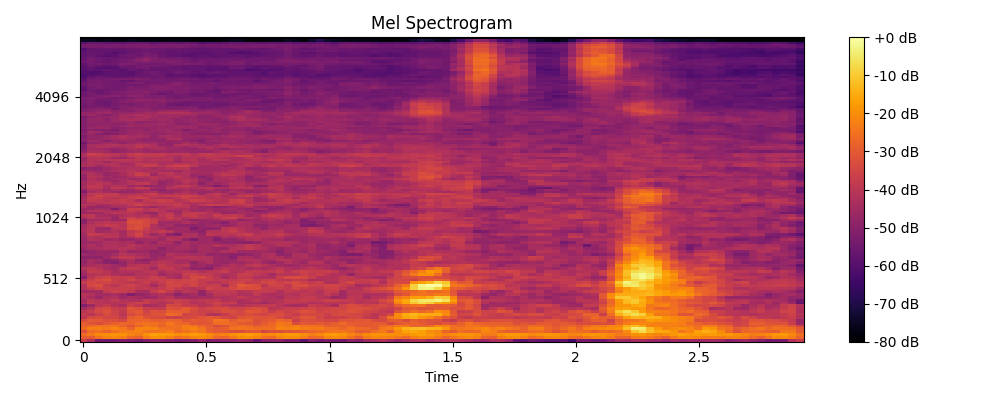 Mel Spectrogram
Hz
4096
2048
1024
512
0
0
0.5
1
1.5
2
2.5
Time
+0 dB
-10 dB
-20 dB
-30 dB
-40 dB
-50 dB
-60 dB
-70 dB
-80 dB